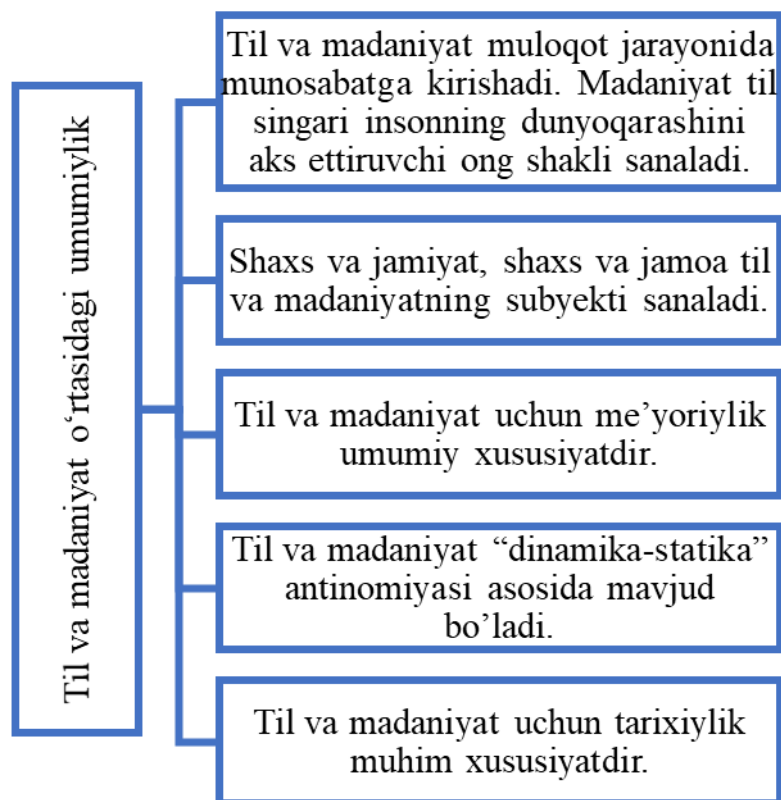 Til va madaniyat o‘rtasidagi umumiylik
Til va madaniyat muloqot jarayonida
munosabatga kirishadi. Madaniyat til
singari insonning dunyoqarashini
aks ettiruvchi ong shakli sanaladi.
Shaxs va jamiyat, shaxs va jamoa til
va madaniyatning subyekti sanaladi.
Til va madaniyat uchun me’yoriylik
umumiy xususiyatdir.
Til va madaniyat “dinamika-statika”
antinomiyasi asosida mavjud
bo’ladi.
Til va madaniyat uchun tarixiylik
muhim xususiyatdir.